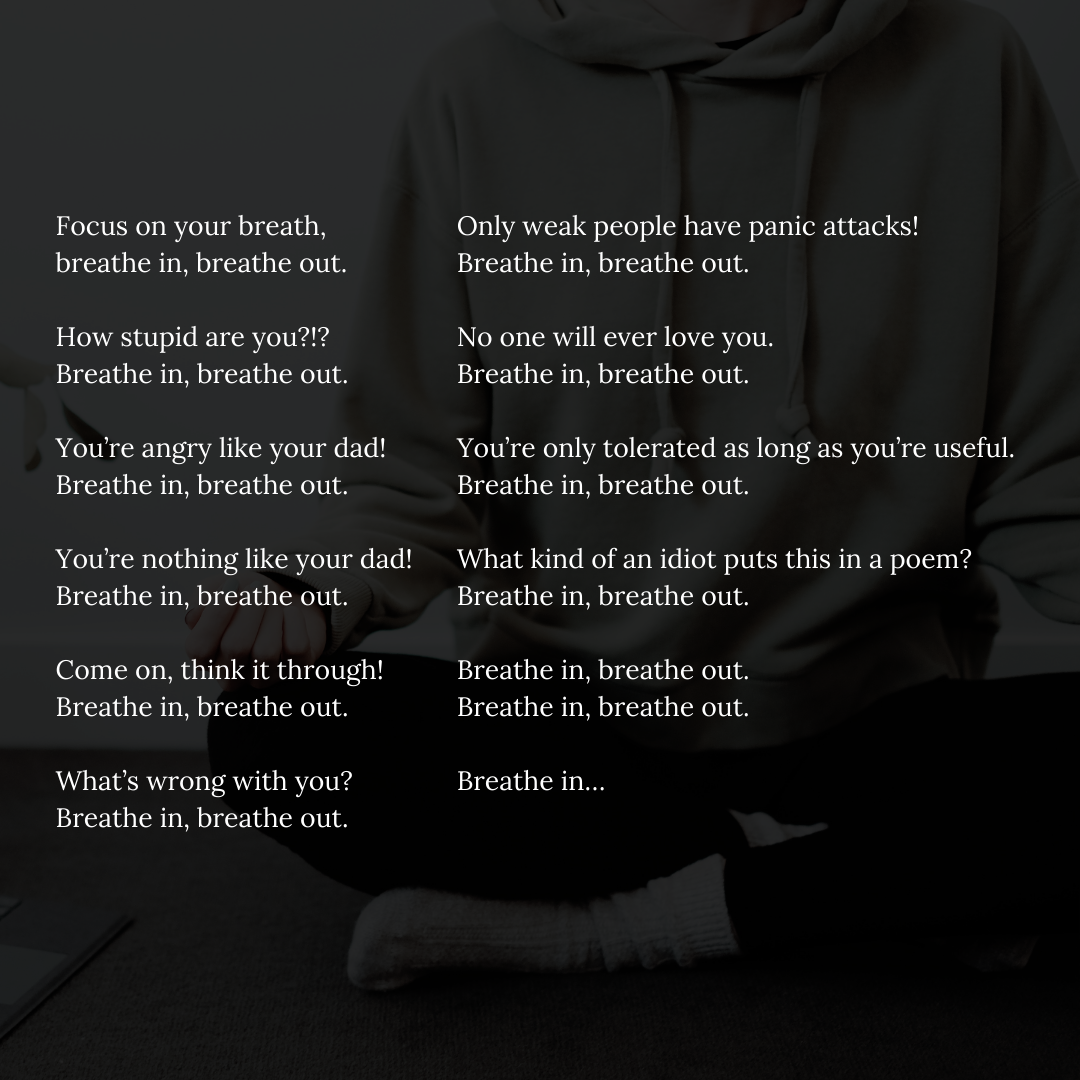 Focus on your breath,
breathe in, breathe out.
How stupid are you?!?
Breathe in, breathe out.
You’re angry like your dad!
Breathe in, breathe out.
You’re nothing like your dad!
Breathe in, breathe out.
Come on, think it through!
Breathe in, breathe out.
What’s wrong with you?
Breathe in, breathe out.
Only weak people have panic attacks!
Breathe in, breathe out.
No one will ever love you.
Breathe in, breathe out.
You’re only tolerated as long as you’re useful.
Breathe in, breathe out.
What kind of an idiot puts this in a poem?
Breathe in, breathe out.
Breathe in, breathe out.
Breathe in, breathe out.
Breathe in...